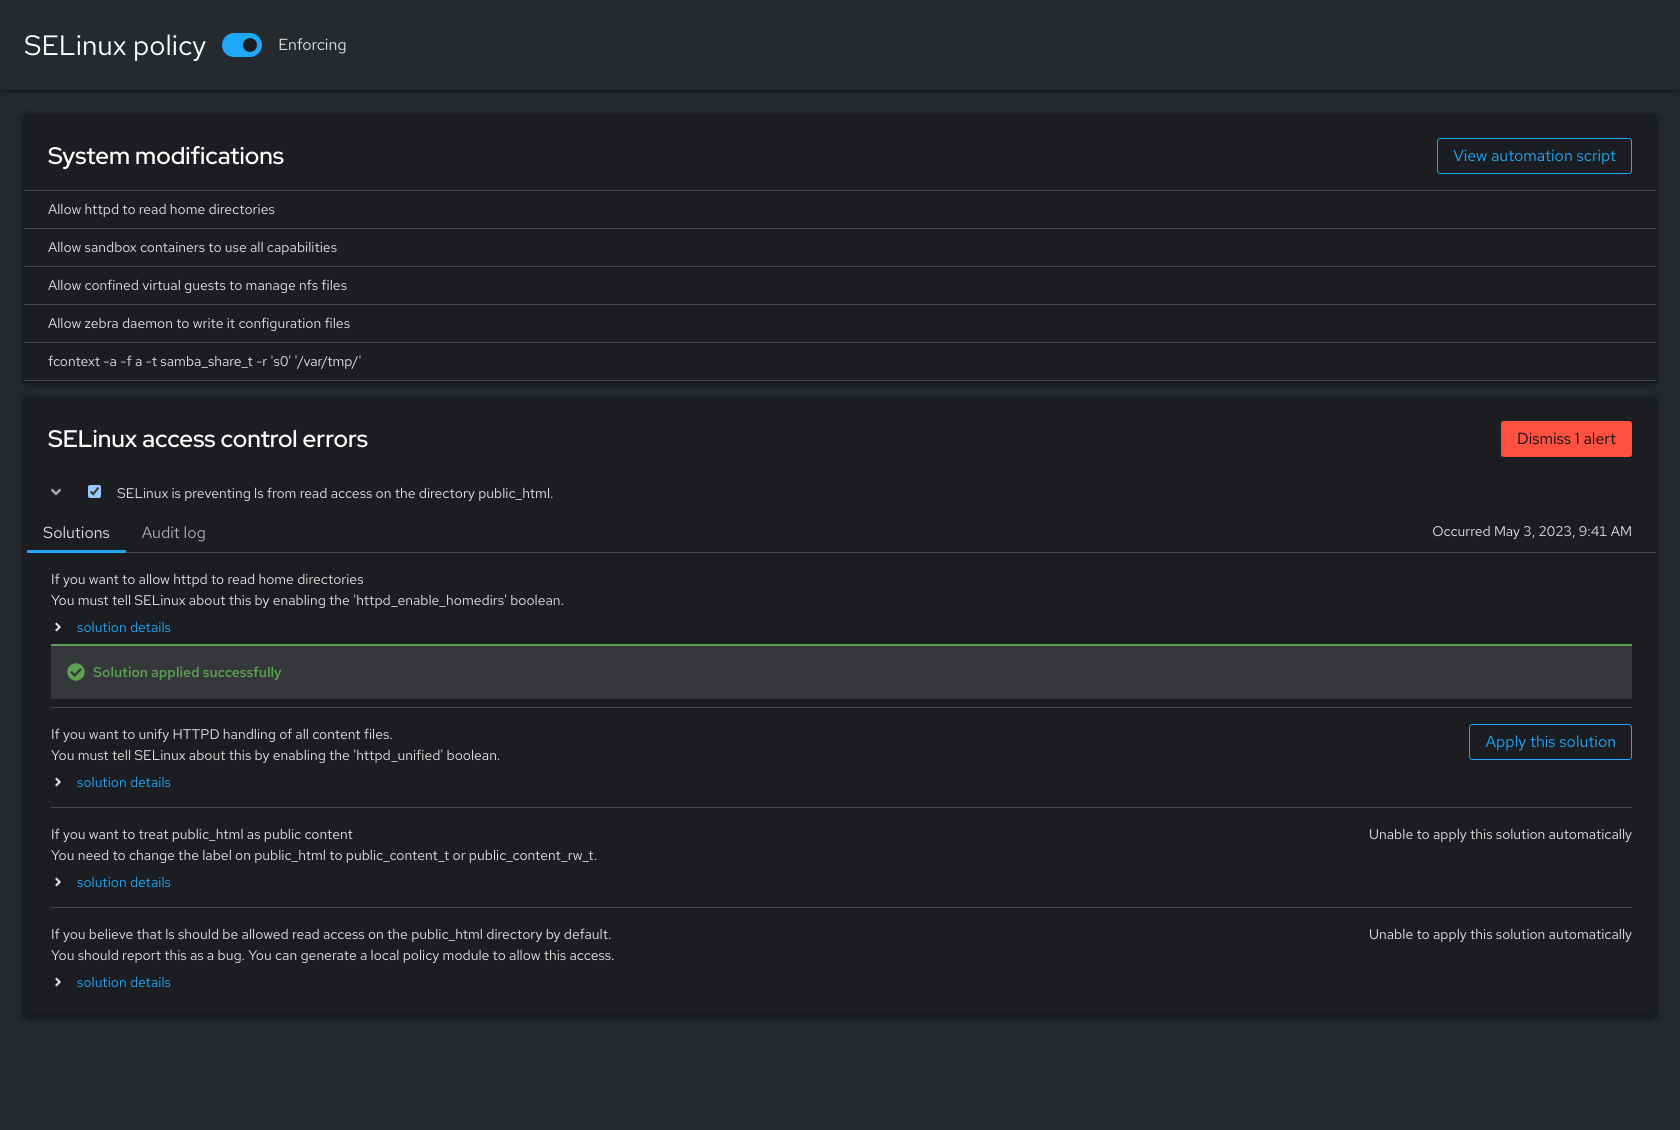 SELinux policy
Enforcing
System modifications
View automation script
Allow httpd to read home directories
Allow sandbox containers to use all capabilities
Allow confined virtual guests to manage nfs files
Allow zebra daemon to write it configuration files
fcontext -a -f a -t samba_share_t -r 's0' '/var/tmp/'
SELinux access control errors
Dismiss 1 alert
SELinux is preventing ls from read access on the directory public_html.
Solutions
Audit log
Occurred May 3, 2023, 9:41 AM
If you want to allow httpd to read home directories
You must tell SELinux about this by enabling the 'httpd_enable_homedirs' boolean.
solution details
Solution applied successfully
If you want to unify HTTPD handling of all content files.
You must tell SELinux about this by enabling the 'httpd_unified' boolean.
Apply this solution
solution details
If you want to treat public_html as public content
Unable to apply this solution automatically
You need to change the label on public_html to public_content_t or public_content_rw_t.
solution details
If you believe that ls should be allowed read access on the public_html directory by default.
Unable to apply this solution automatically
You should report this as a bug. You can generate a local policy module to allow this access.
solution details